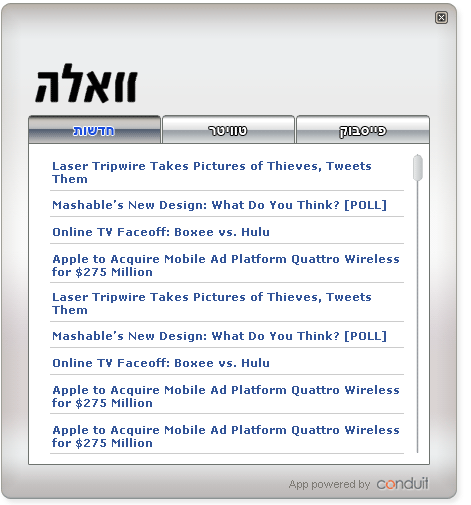 וואלה
חדשות
טוויטר
פייסבוק
Laser Tripwire Takes Pictures of Thieves, Tweets
Them
Mashable's New Design: What Do You Think? [POLL]
Online TV Faceoff: Boxee vs. Hulu
Apple to Acquire Mobile Ad Platform Quattro Wireless
for $275 Million
Laser Tripwire Takes Pictures of Thieves, Tweets
Them
Mashable's New Design: What Do You Think? [POLL]
Online TV Faceoff: Boxee vs. Hulu
Apple to Acquire Mobile Ad Platform Quattro Wireless
for $275 Million
Apple to Acquire Mobile Ad Platform Quattro Wireless
for $275 Million
App powered by conduit